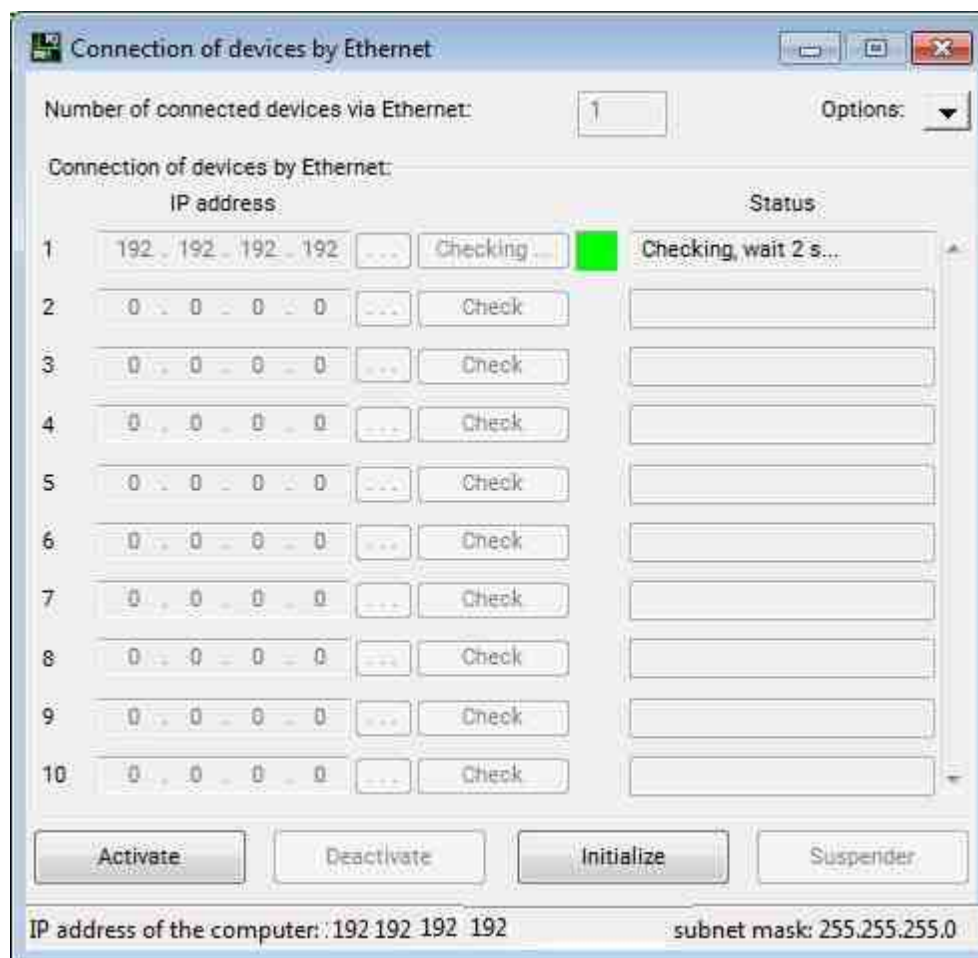 Connection of devices by Ethernet
Number of connected devices via Ethernet: 1 Options:
Connection of devices by Ethernet:
IP address Status
1 192 . 192 . 192 . 192 ... Checking ... Checking, wait 2 s...
2 0 . 0 . 0 . 0 ... Check
3 0 . 0 . 0 . 0 ... Check
4 0 . 0 . 0 . 0 ... Check
5 0 . 0 . 0 . 0 ... Check
6 0 . 0 . 0 . 0 ... Check
7 0 . 0 . 0 . 0 ... Check
8 0 . 0 . 0 . 0 ... Check
9 0 . 0 . 0 . 0 ... Check
10 0 . 0 . 0 . 0 ... Check
Activate Deactivate Initialize Suspender
IP address of the computer: 192 192 192 192 subnet mask: 255.255.255.0